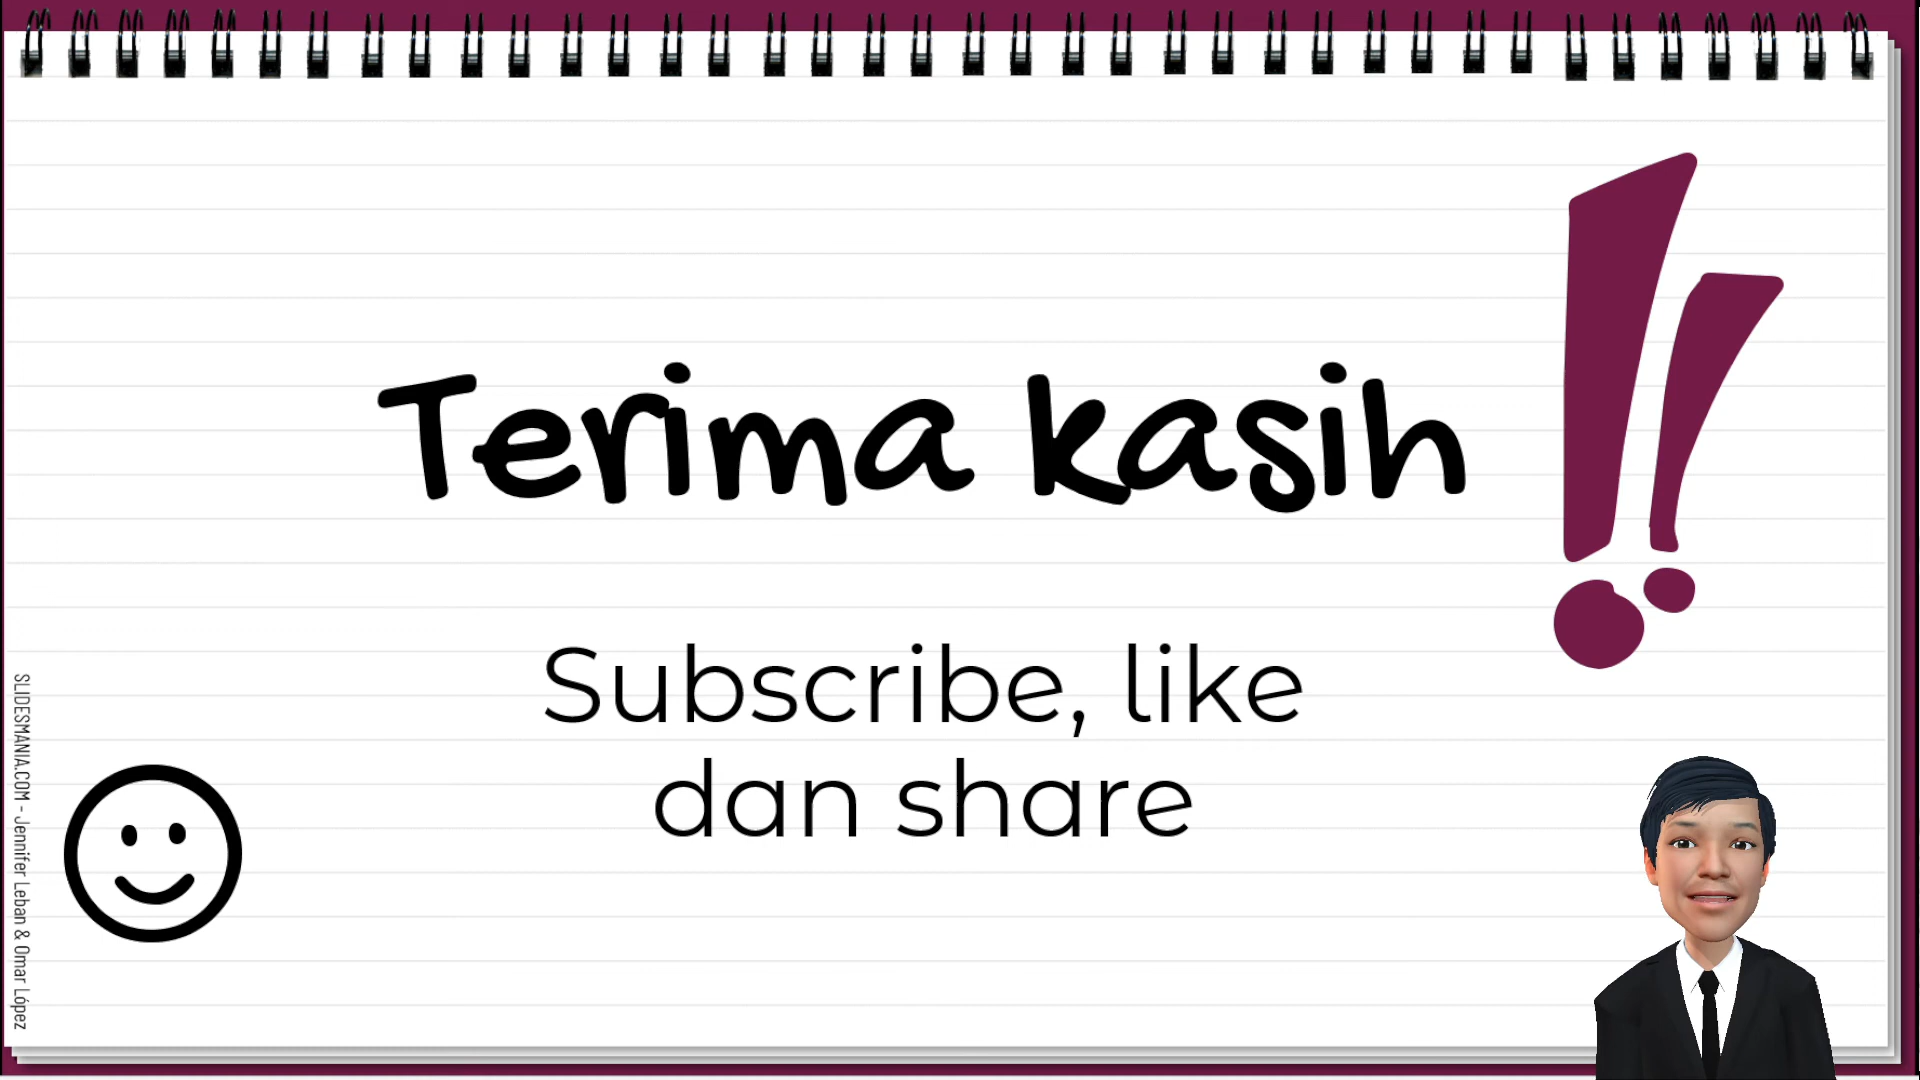 Terima kasih
Subscribe, like
dan share
SLIDESMANIA.COM - Jennifer Leban & Omar López